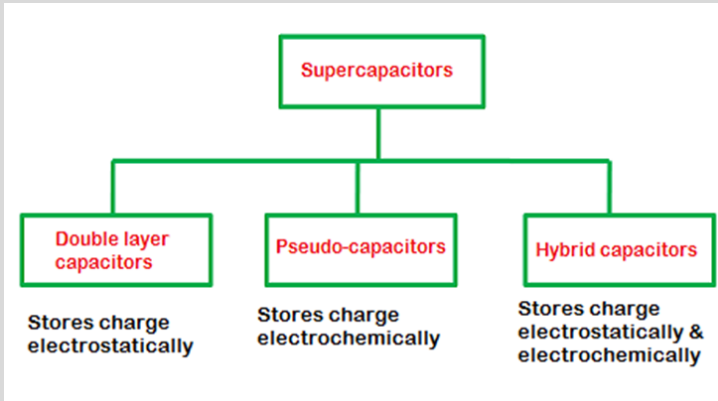 Supercapacitors
Double layer
capacitors
Pseudo-capacitors
Hybrid capacitors
Stores charge
electrostatically
Stores charge
electrochemically
Stores charge
electrostatically &
electrochemically